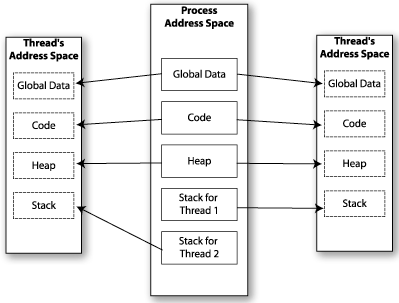 Thread's
Address Space
Global Data
Code
Heap
Stack
Process
Address Space
Global Data
Code
Heap
Stack for
Thread 1
Stack for
Thread 2
Thread's
Address Space
Global Data
Code
Heap
Stack